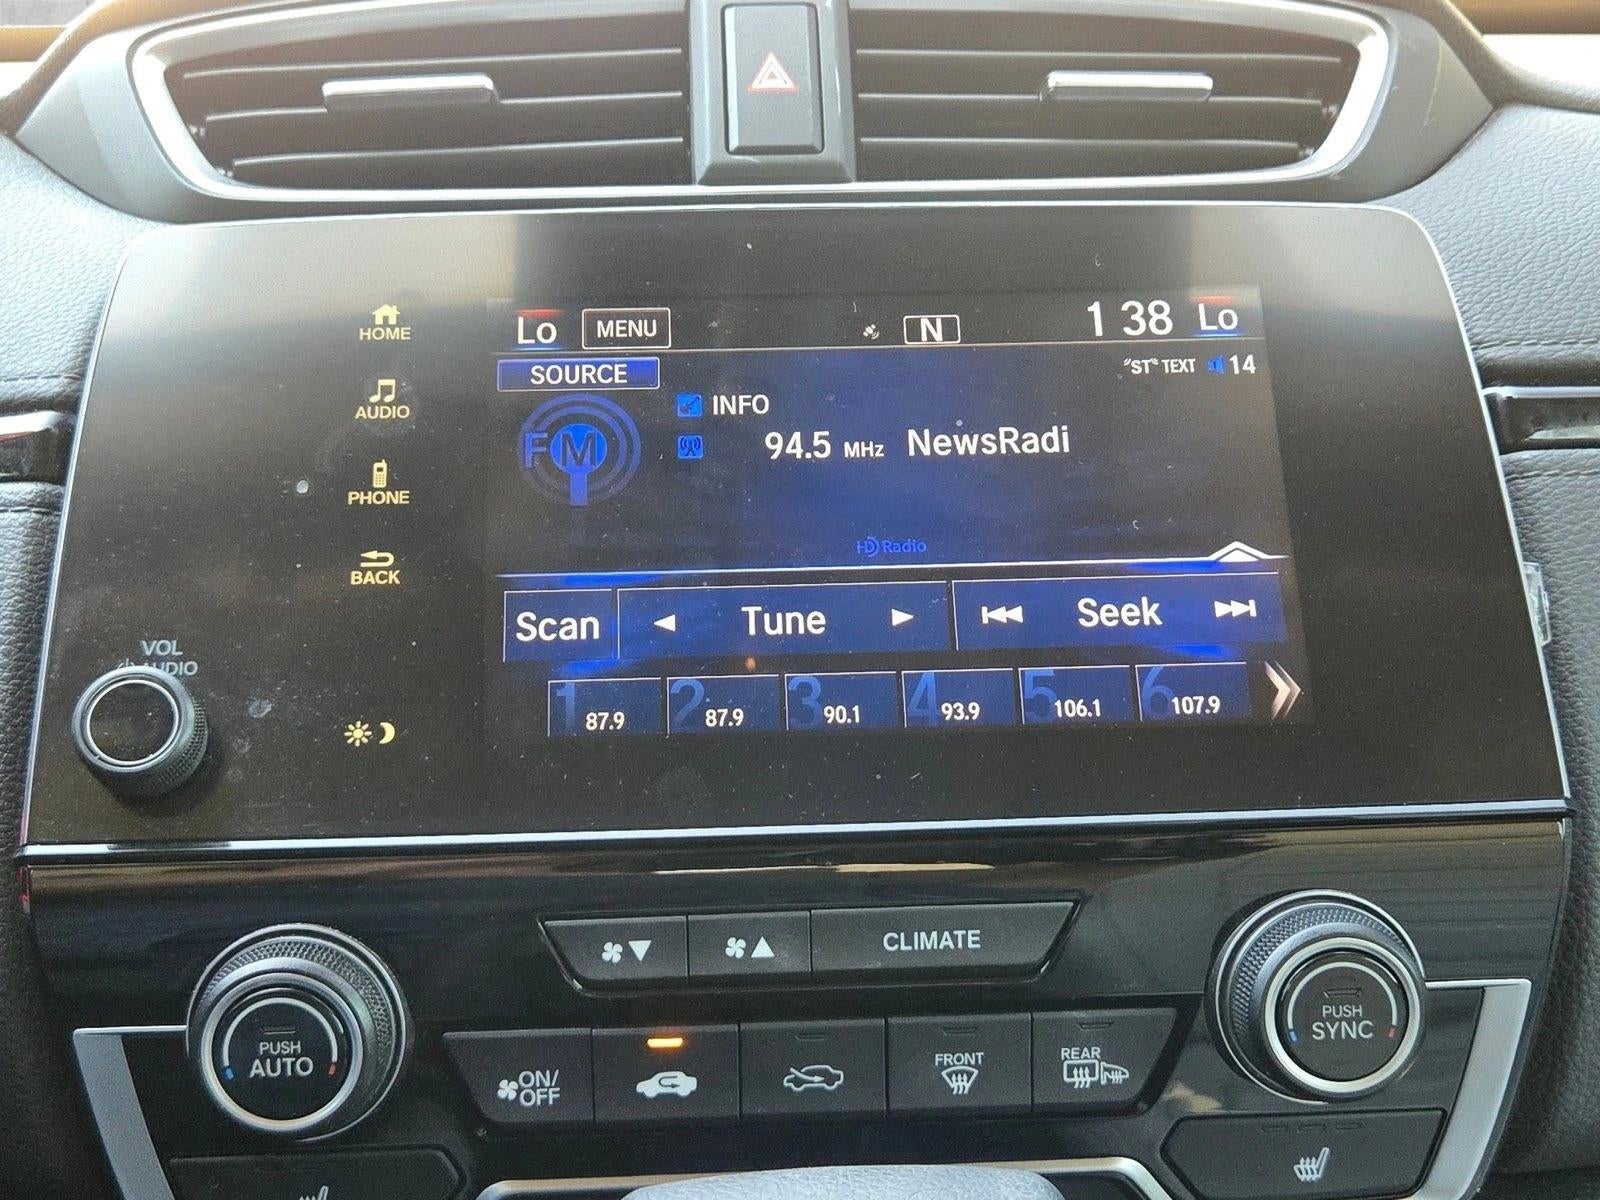 HOME
AUDIO
PHONE
BACK
VOL
AUDIO
Lo MENU N 1 38 Lo
SOURCE "ST" TEXT 14
FM
INFO
94.5 MHz NewsRadi
HD Radio
Scan Tune Seek
1 87.9 2 87.9 3 90.1 4 93.9 5 106.1 6 107.9
CLIMATE
PUSH
AUTO
ON/
OFF
FRONT
REAR
PUSH
SYNC